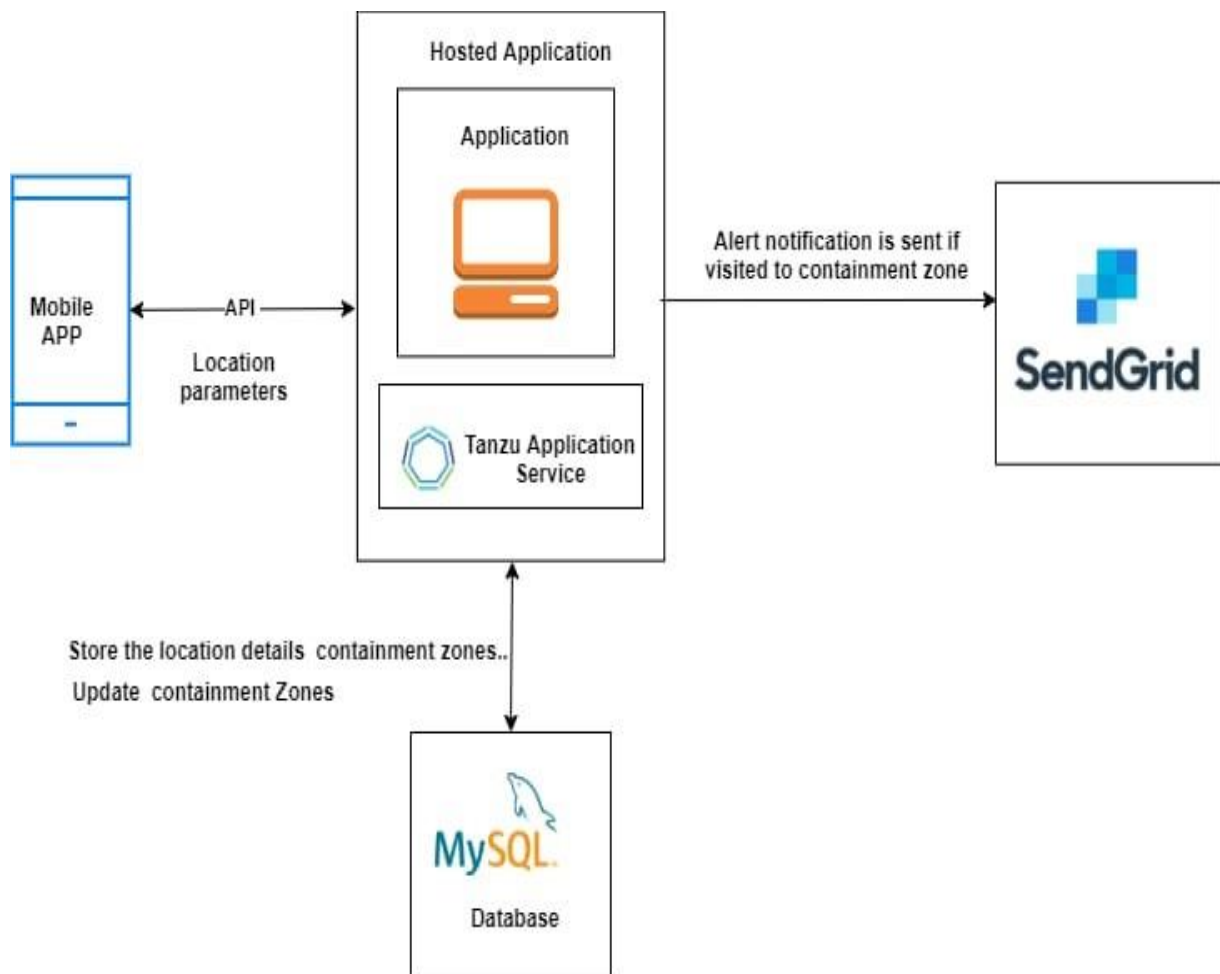 Hosted Application
Application
Mobile
APP
API
Location
parameters
Tanzu Application
Service
Alert notification is sent if
visited to containment zone
SendGrid
Store the location details  containment zones..
Update  containment Zones
MySQL
Database